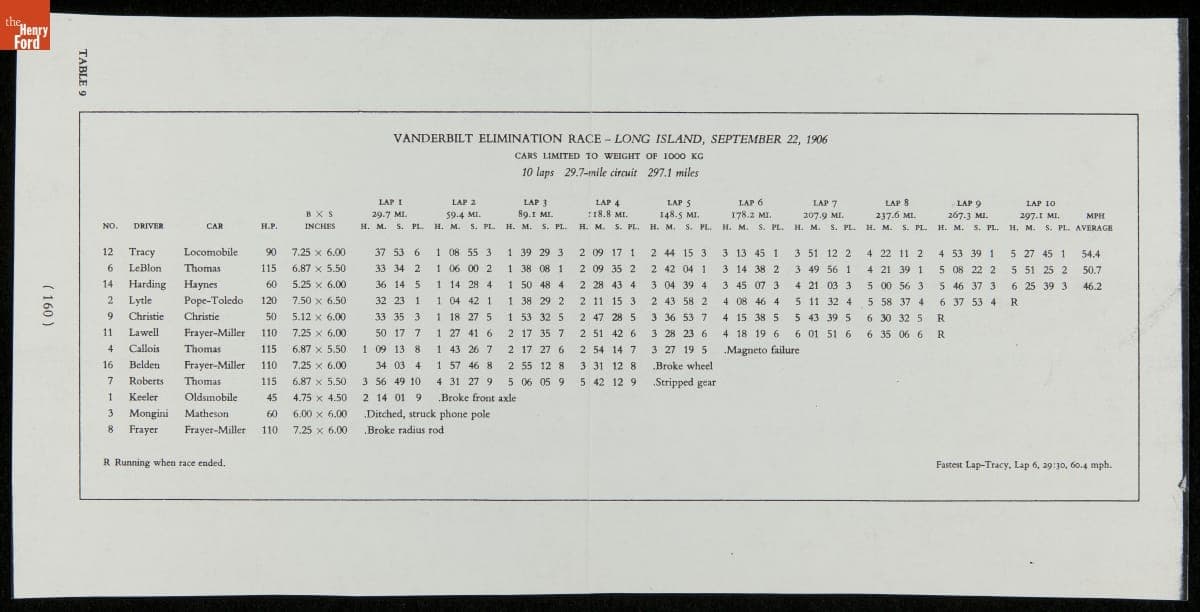 the
Henry
Ford
TABLE 9
(160)
VANDERBILT ELIMINATION RACE – LONG ISLAND, SEPTEMBER 22, 1906
CARS LIMITED TO WEIGHT OF 1000 KG
10 laps 29.7-mile circuit 297.1 miles
LAP 1 LAP 2 LAP 3 LAP 4 LAP 5 LAP 6 LAP 7 LAP 8 LAP 9 LAP 10
B X S 29.7 MI. 59.4 MI. 89.1 MI. 118.8 MI. 148.5 MI. 178.2 MI. 207.9 MI. 237.6 MI. 267.3 MI. 297.1 MI. MPH
NO. DRIVER CAR H.P. INCHES H. M. S. PL. H. M. S. PL. H. M. S. PL. H. M. S. PL. H. M. S. PL. H. M. S. PL. H. M. S. PL. H. M. S. PL. H. M. S. PL. H. M. S. PL. AVERAGE
12 Tracy Locomobile 90 7.25 × 6.00 37 53 6 1 08 55 3 1 39 29 3 2 09 17 1 2 44 15 3 3 13 45 1 3 51 12 2 4 22 11 2 4 53 39 1 5 27 45 1 54.4
6 LeBlon Thomas 115 6.87 × 5.50 33 34 2 1 06 00 2 1 38 08 1 2 09 35 2 2 42 04 1 3 14 38 2 3 49 56 1 4 21 39 1 5 08 22 2 5 51 25 2 50.7
14 Harding Haynes 60 5.25 × 6.00 36 14 5 1 14 28 4 1 50 48 4 2 28 43 4 3 04 39 4 3 45 07 3 4 21 03 3 5 00 56 3 5 46 37 3 6 25 39 3 46.2
2 Lytle Pope-Toledo 120 7.50 × 6.50 32 23 1 1 04 42 1 1 38 29 2 2 11 15 3 2 43 58 2 4 08 46 4 5 11 32 4 5 58 37 4 6 37 53 4 R
9 Christie Christie 50 5.12 × 6.00 33 35 3 1 18 27 5 1 53 32 5 2 47 28 5 3 36 53 7 4 15 38 5 5 43 39 5 6 30 32 5 R
11 Lawell Frayer-Miller 110 7.25 × 6.00 50 17 7 1 27 41 6 2 17 35 7 2 51 42 6 3 28 23 6 4 18 19 6 6 01 51 6 6 35 06 6 R
4 Callois Thomas 115 6.87 × 5.50 1 09 13 8 1 43 26 7 2 17 27 6 2 54 14 7 3 27 19 5 .Magneto failure
16 Belden Frayer-Miller 110 7.25 × 6.00 34 03 4 1 57 46 8 2 55 12 8 3 31 12 8 .Broke wheel
7 Roberts Thomas 115 6.87 × 5.50 3 56 49 10 4 31 27 9 5 06 05 9 5 42 12 9 .Stripped gear
1 Keeler Oldsmobile 45 4.75 × 4.50 2 14 01 9 .Broke front axle
3 Mongini Matheson 60 6.00 × 6.00 .Ditched, struck phone pole
8 Frayer Frayer-Miller 110 7.25 × 6.00 .Broke radius rod
R Running when race ended. Fastest Lap-Tracy, Lap 6, 29:30, 60.4 mph.